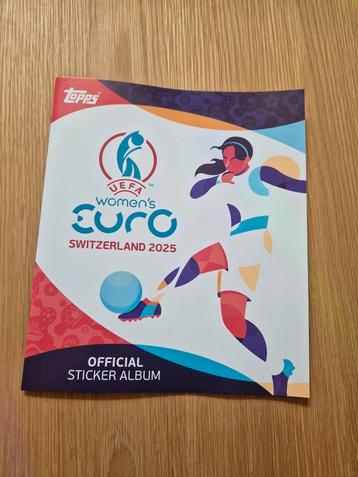 Topps
UEFA
WOMEN'S
EURO
SWITZERLAND 2025
OFFICIAL
STICKER ALBUM